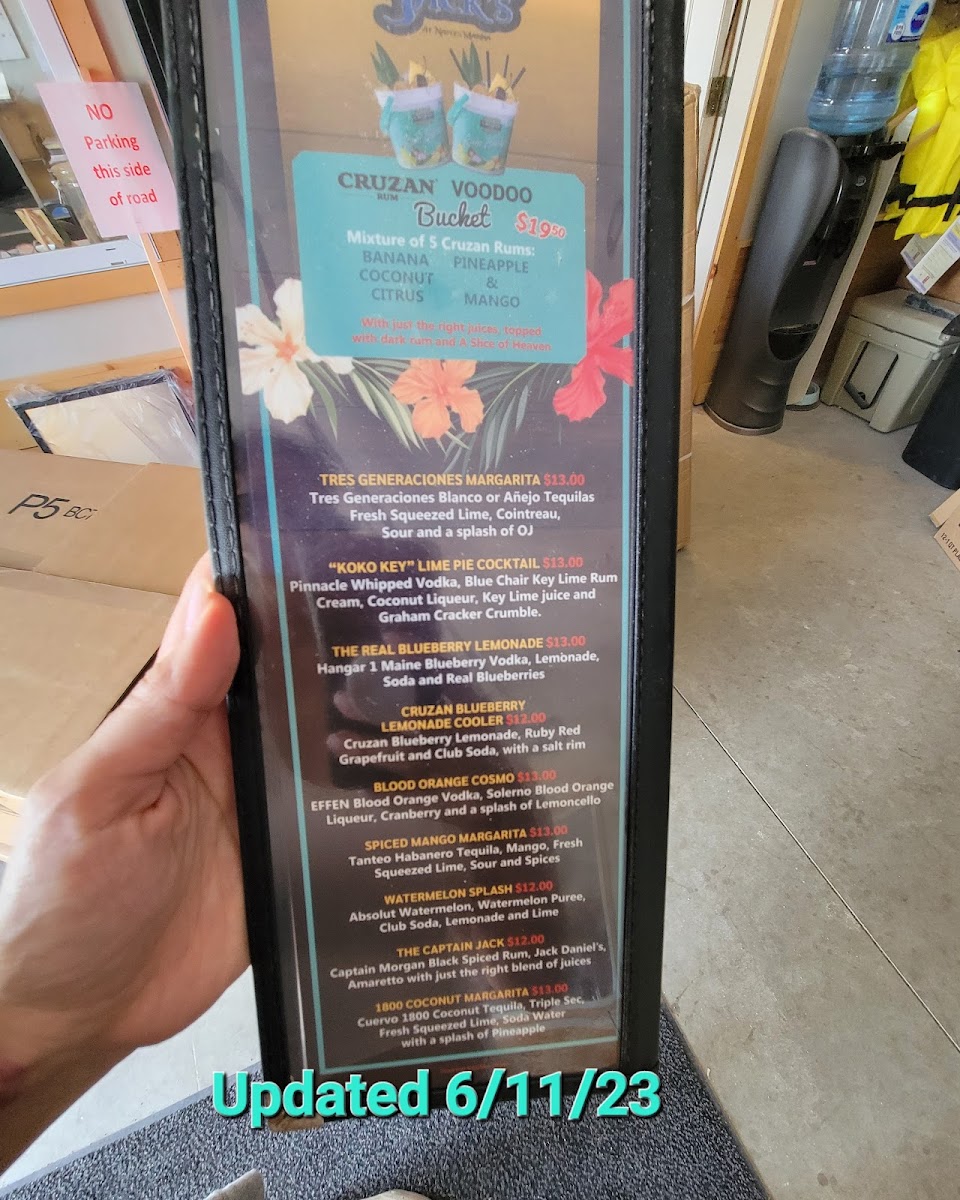 JACK'S
NO
Parking
this side
of road
CRUZAN VOODOO
RUM
Bucket $19.50
Mixture of 5 Cruzan Rums:
BANANA PINEAPPLE
COCONUT &
CITRUS MANGO
With just the right juices, topped
with dark rum and A Slice of Heaven
P5 BCT
TRES GENERACIONES MARGARITA $13.00
Tres Generaciones Blanco or Añejo Tequilas
Fresh Squeezed Lime, Cointreau,
Sour and a splash of OJ
“KOKO KEY” LIME PIE COCKTAIL $13.00
Pinnacle Whipped Vodka, Blue Chair Key Lime Rum
Cream, Coconut Liqueur, Key Lime juice and
Graham Cracker Crumble.
THE REAL BLUEBERRY LEMONADE $13.00
Hangar 1 Maine Blueberry Vodka, Lemonade,
Soda and Real Blueberries
CRUZAN BLUEBERRY
LEMONADE COOLER $12.00
Cruzan Blueberry Lemonade, Ruby Red
Grapefruit and Club Soda, with a salt rim
BLOOD ORANGE COSMO $13.00
EFFEN Blood Orange Vodka, Solerno Blood Orange
Liqueur, Cranberry and a splash of Lemoncello
SPICED MANGO MARGARITA $13.00
Tanteo Habanero Tequila, Mango, Fresh
Squeezed Lime, Sour and Spices
WATERMELON SPLASH $12.00
Absolut Watermelon, Watermelon Puree,
Club Soda, Lemonade and Lime
THE CAPTAIN JACK $12.00
Captain Morgan Black Spiced Rum, Jack Daniel's,
Amaretto with just the right blend of juices
1800 COCONUT MARGARITA $13.00
Cuervo 1800 Coconut Tequila, Triple Sec,
Fresh Squeezed Lime, Soda Water
with a splash of Pineapple
Updated 6/11/23